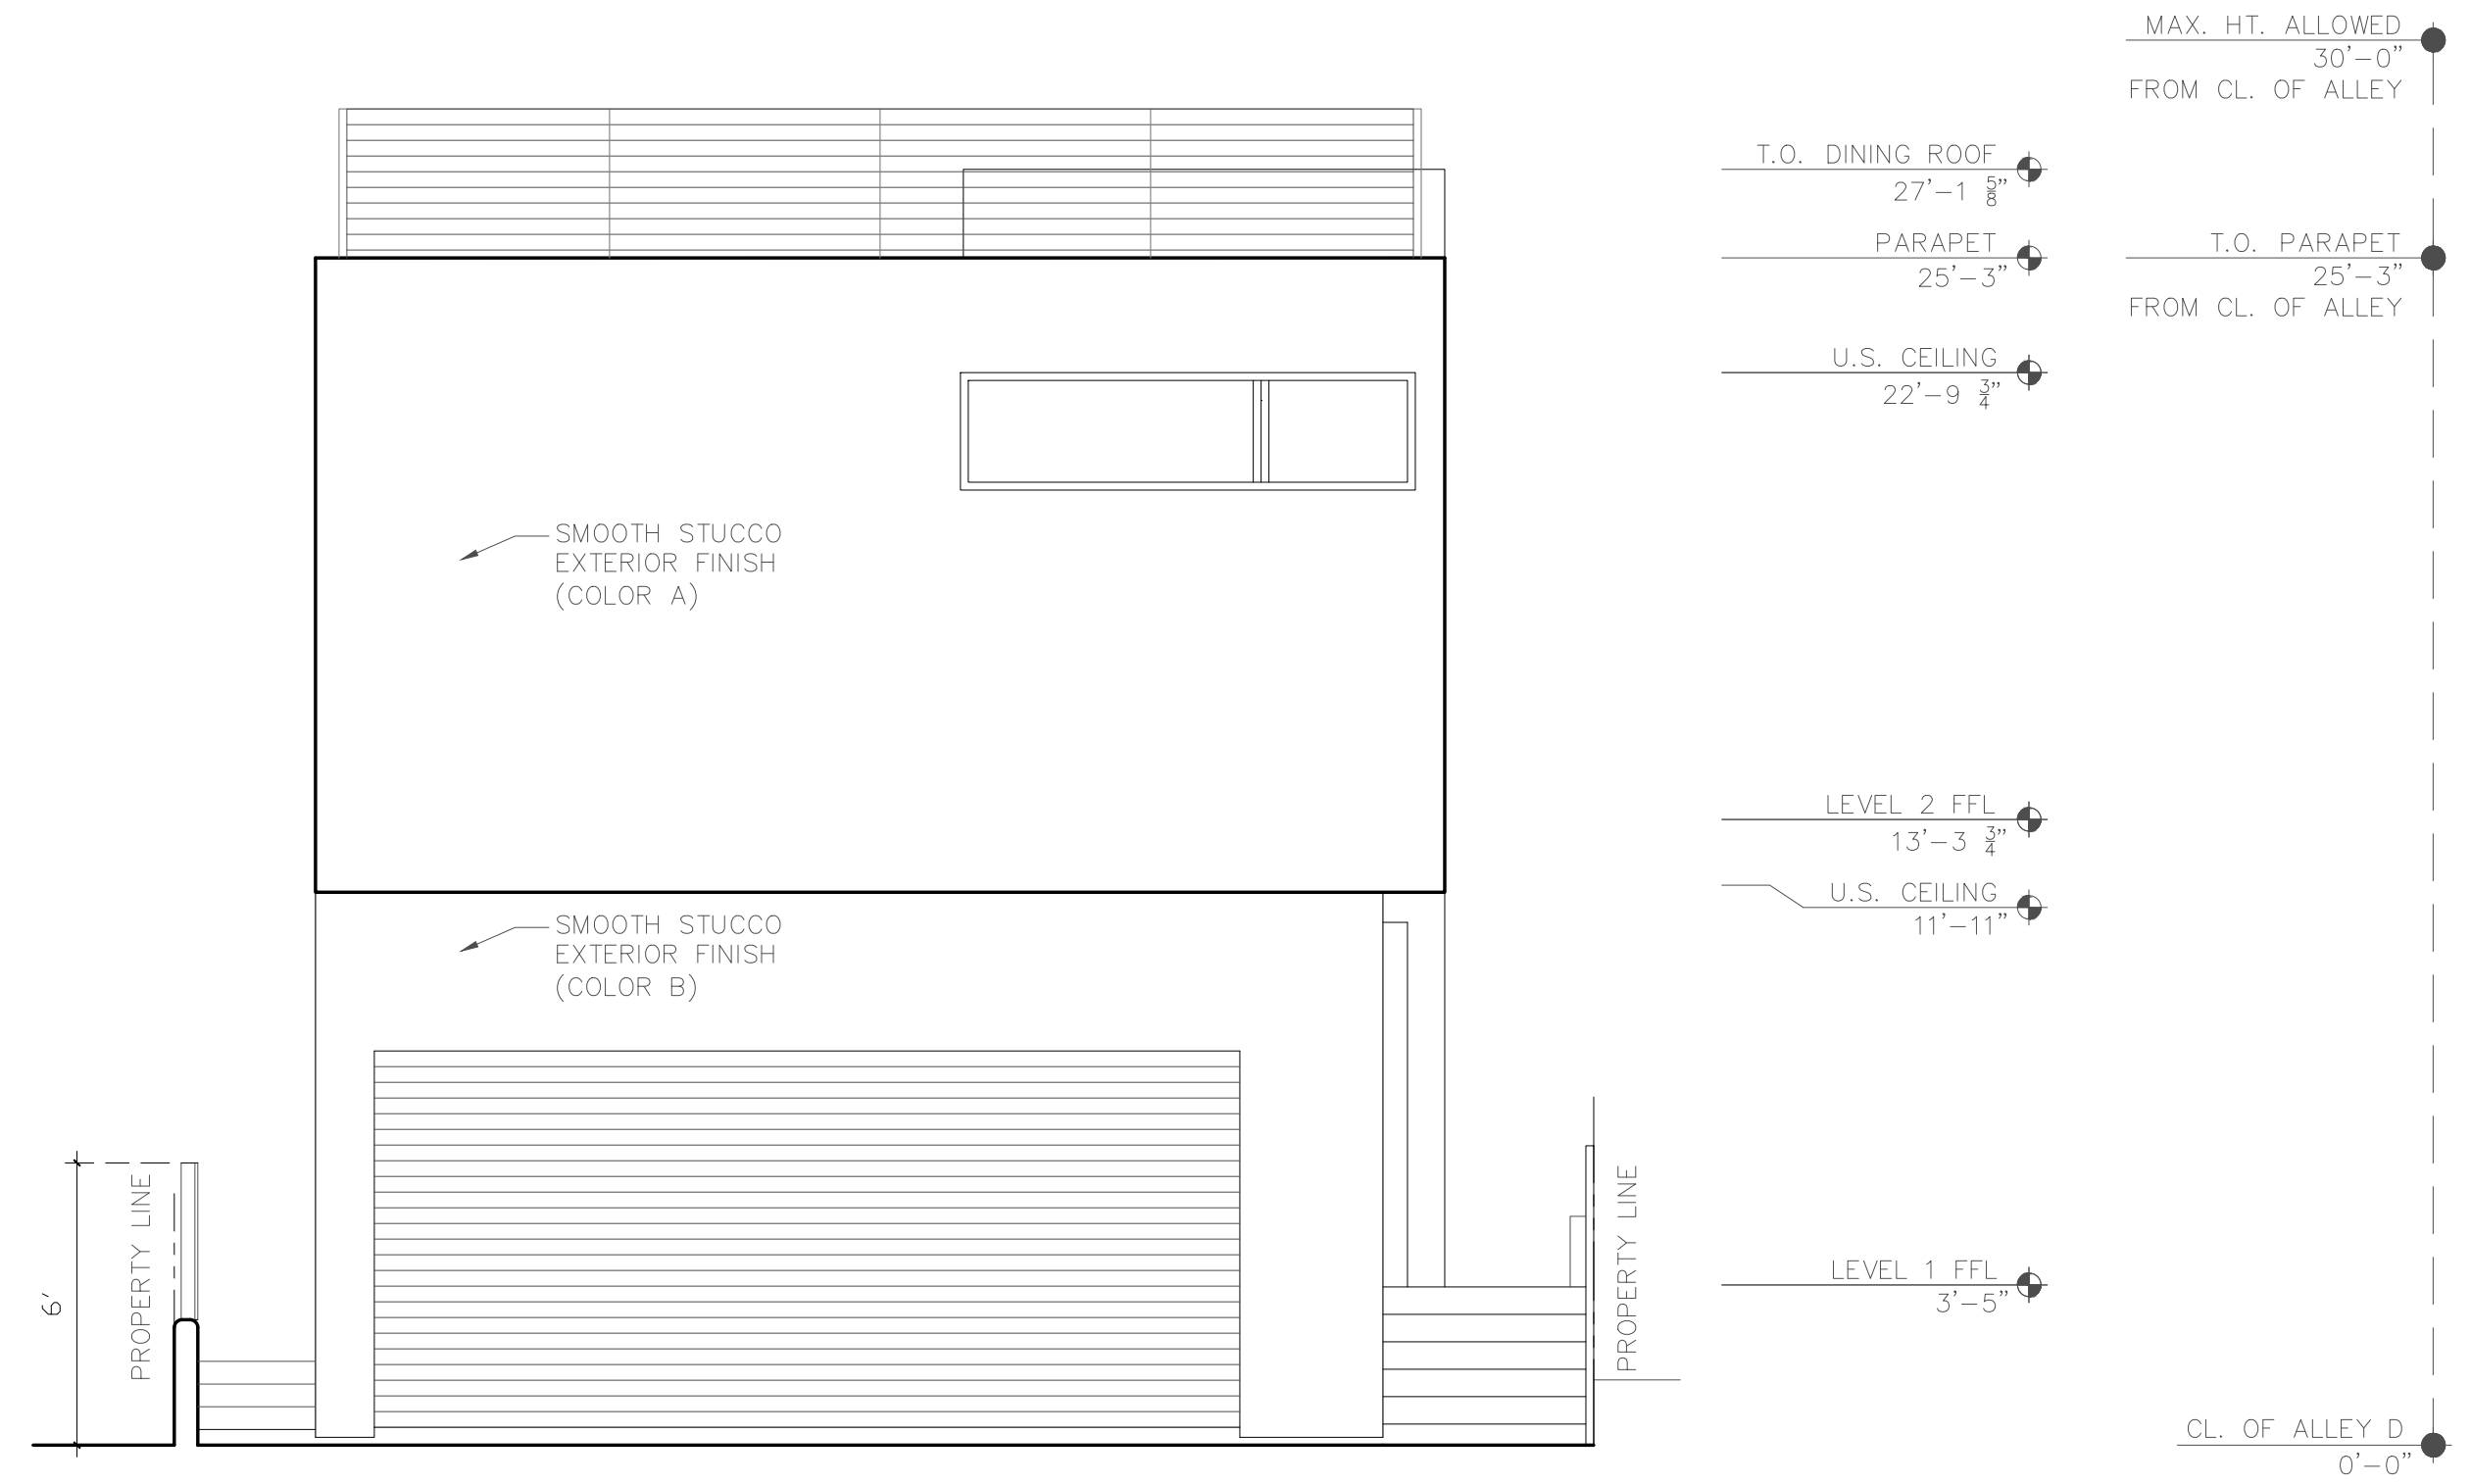 MAX. HT. ALLOWED
30'-0"
FROM CL. OF ALLEY
T.O. DINING ROOF
27'-1 5/8"
PARAPET
25'-3"
T.O. PARAPET
25'-3"
FROM CL. OF ALLEY
U.S. CEILING
22'-9 3/4"
SMOOTH STUCCO
EXTERIOR FINISH
(COLOR A)
LEVEL 2 FFL
13'-3 3/4"
U.S. CEILING
11'-11"
SMOOTH STUCCO
EXTERIOR FINISH
(COLOR B)
6'
PROPERTY LINE
PROPERTY LINE
LEVEL 1 FFL
3'-5"
CL. OF ALLEY D
0'-0"